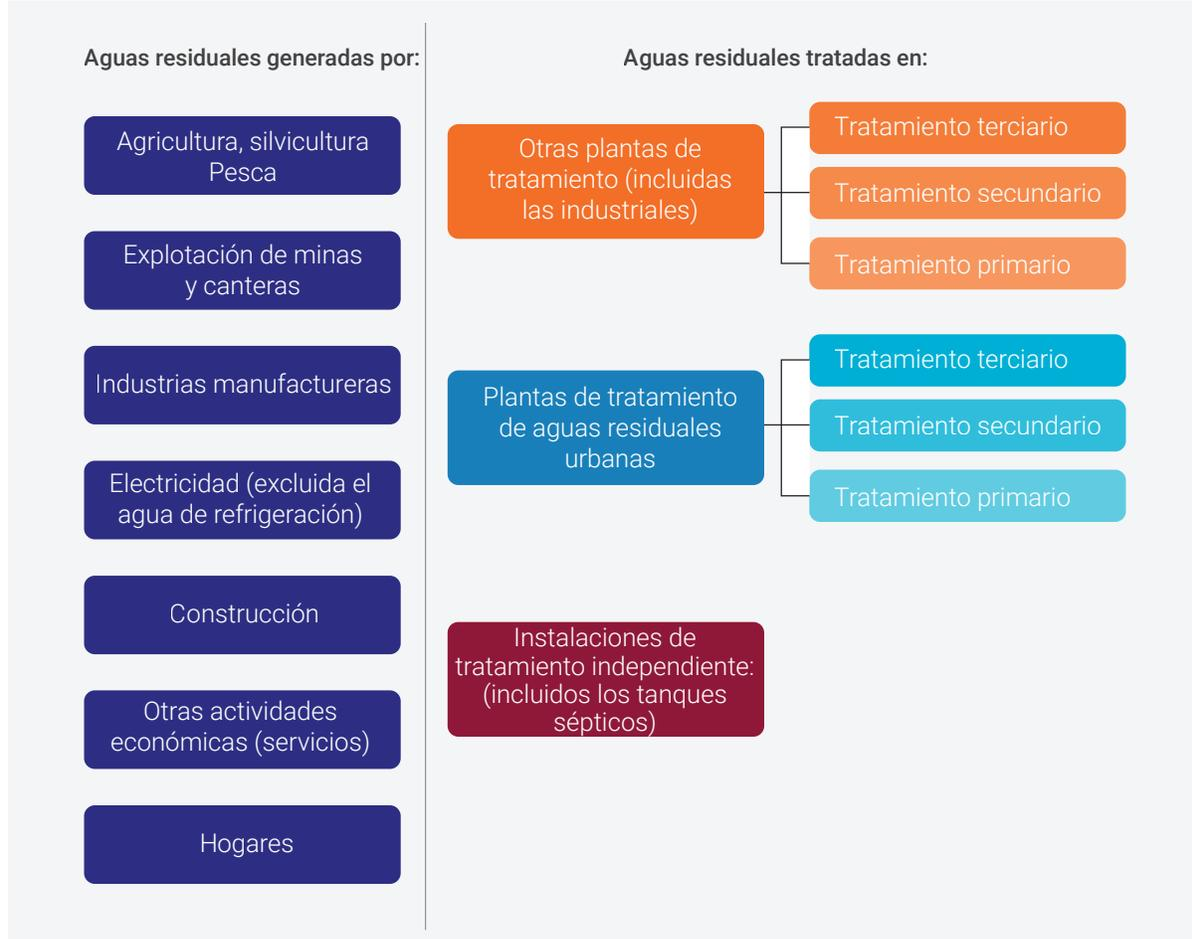 Aguas residuales generadas por:
Agricultura, silvicultura
Pesca
Explotación de minas
y canteras
Industrias manufactureras
Electricidad (excluida el
agua de refrigeración)
Construcción
Otras actividades
económicas (servicios)
Hogares
Aguas residuales tratadas en:
Otras plantas de
tratamiento (incluidas
las industriales)
Tratamiento terciario
Tratamiento secundario
Tratamiento primario
Plantas de tratamiento
de aguas residuales
urbanas
Tratamiento terciario
Tratamiento secundario
Tratamiento primario
Instalaciones de
tratamiento independiente:
(incluidos los tanques
sépticos)